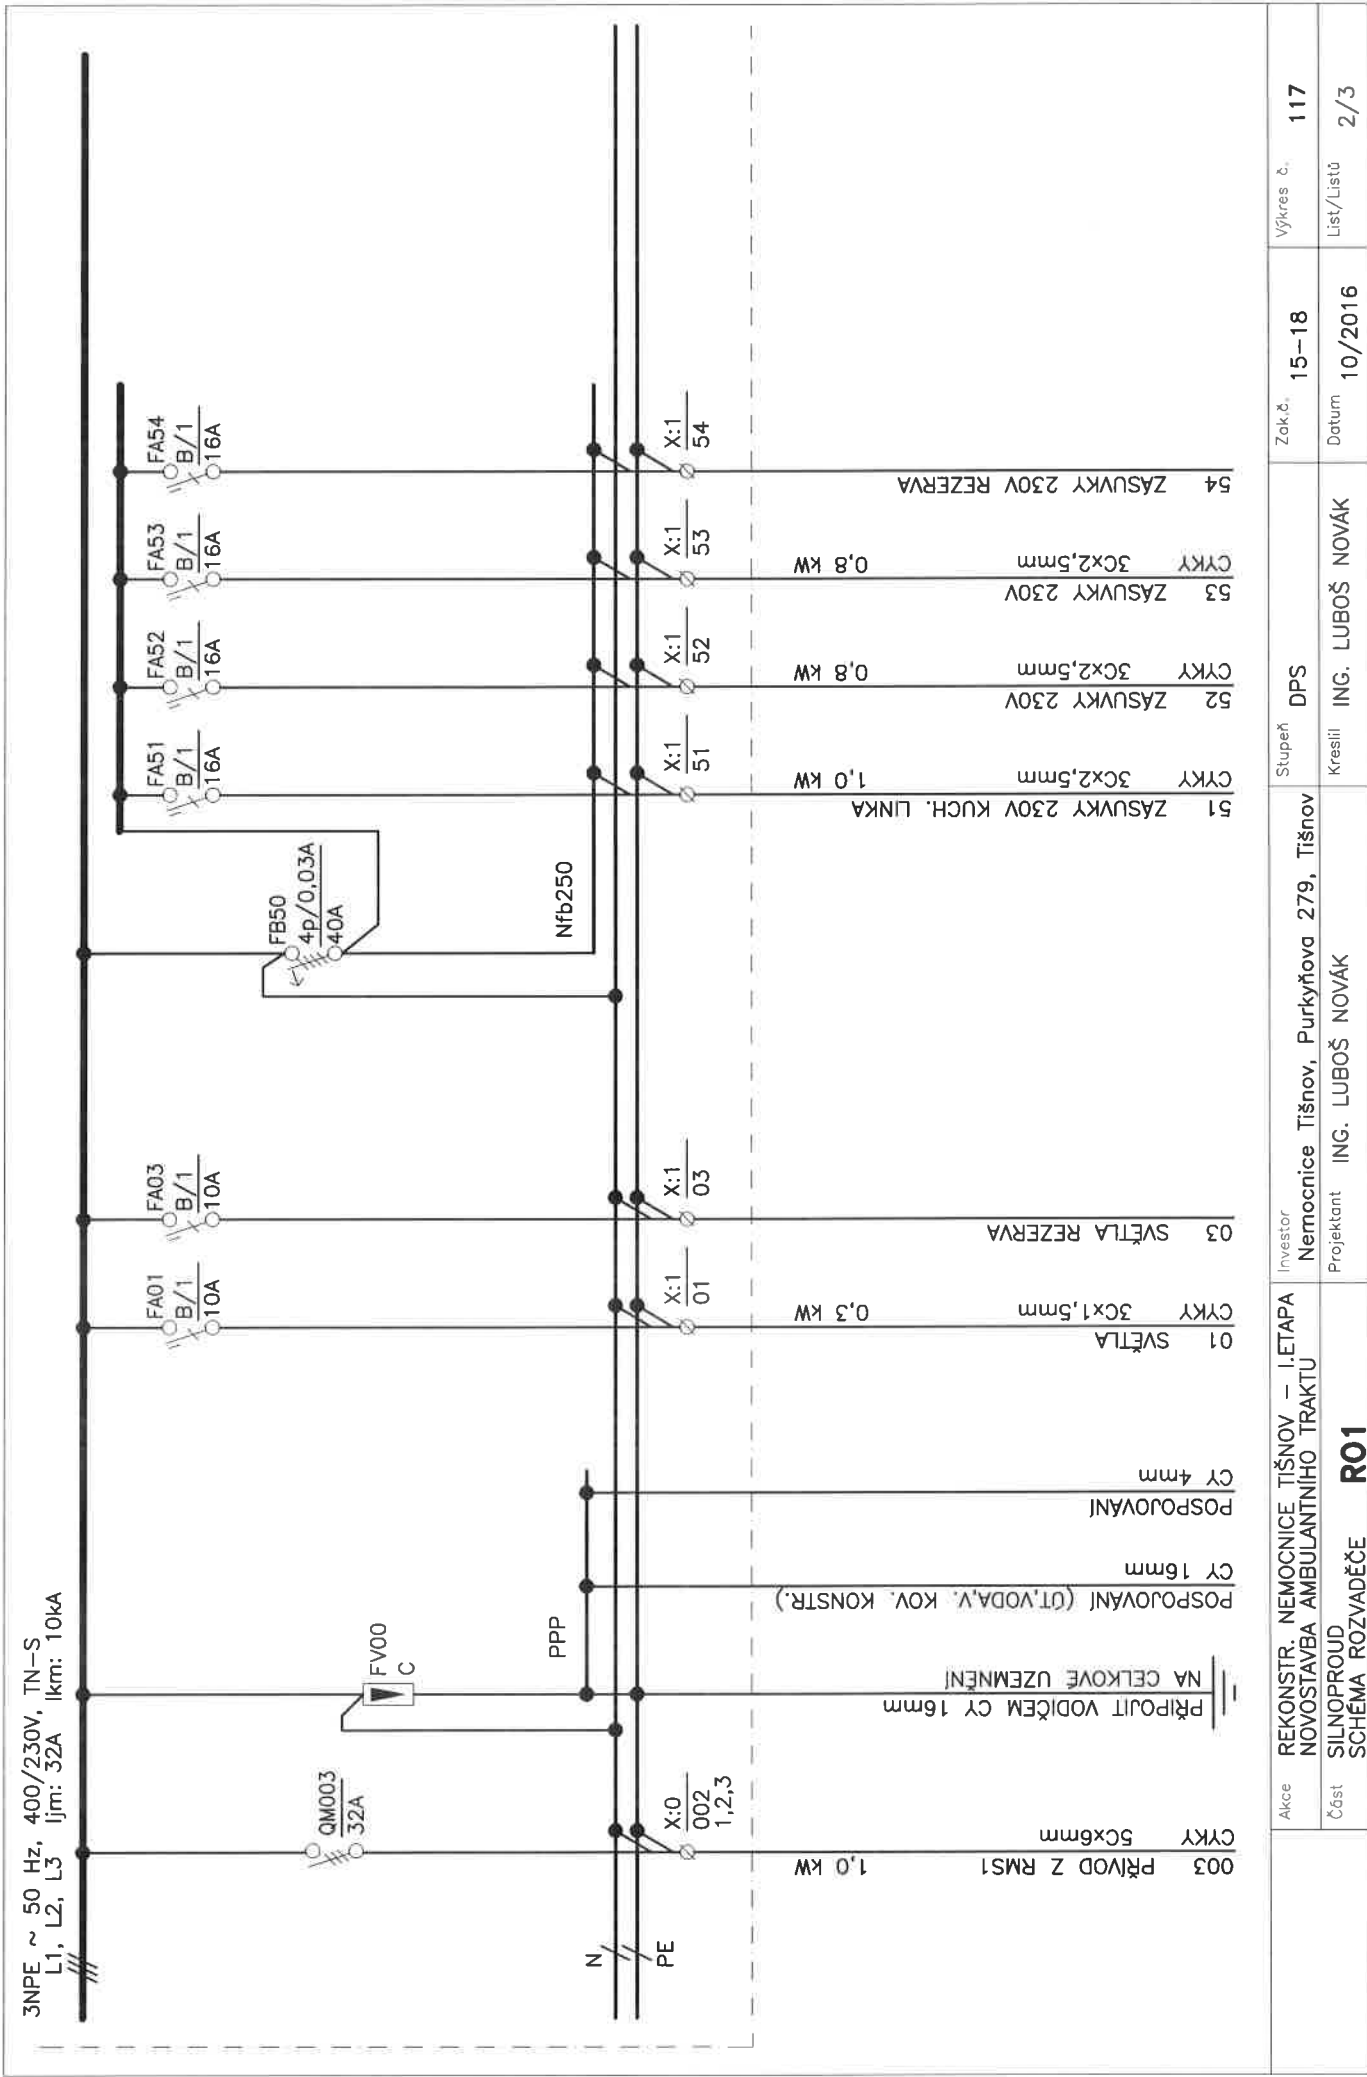 3NPE ~ 50 Hz, 400/230V, TN-S
L1, L2, L3 Ijm: 32A Ikm: 10kA
QM003
32A
FV00
C
FA01
B/1
10A
FA03
B/1
10A
FB50
4p/0,03A
40A
FA51
B/1
16A
FA52
B/1
16A
FA53
B/1
16A
FA54
B/1
16A
PPP
Nfb250
N
PE
X:0
002
1,2,3
X:1
01
X:1
03
X:1
51
X:1
52
X:1
53
X:1
54
003 PŘÍVOD Z RMS1
CYKY 5Cx6mm 1,0 kW
PŘIPOJIT VODIČEM CY 16mm
NA CELKOVÉ UZEMNĚNÍ
POSPOJOVÁNÍ (ÚT,VODA,V. KOV. KONSTR.)
CY 16mm
POSPOJOVÁNÍ
CY 4mm
01 SVĚTLA
CYKY 3Cx1,5mm 0,3 kW
03 SVĚTLA REZERVA
51 ZÁSUVKY 230V KUCH. LINKA
CYKY 3Cx2,5mm 1,0 kW
52 ZÁSUVKY 230V
CYKY 3Cx2,5mm 0,8 kW
53 ZÁSUVKY 230V
CYKY 3Cx2,5mm 0,8 kW
54 ZÁSUVKY 230V REZERVA
Akce REKONSTR. NEMOCNICE TIŠNOV - I.ETAPA
NOVOSTAVBA AMBULANTNÍHO TRAKTU
Část SILNOPROUD
SCHÉMA ROZVADĚČE RO1
Investor
Nemocnice Tišnov, Purkyňova 279, Tišnov
Projektant ING. LUBOŠ NOVÁK
Stupeň DPS
Kreslil ING. LUBOŠ NOVÁK
Zak.č. 15-18
Datum 10/2016
Výkres č. 117
List/Listů 2/3